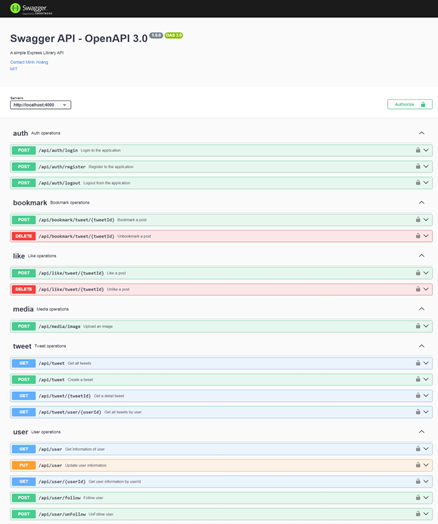 Swagger
Supported by SMARTBEAR
Swagger API - OpenAPI 3.0 1.0.0 OAS 3.0
A simple Express Library API
Contact Minh Hoang
MIT
Servers
http://localhost:4000
Authorize
auth Auth operations
POST /api/auth/login Login to the application
POST /api/auth/register Register to the application
POST /api/auth/logout Logout from the application
bookmark Bookmark operations
POST /api/bookmark/tweet/{tweetId} Bookmark a post
DELETE /api/bookmark/tweet/{tweetId} Unbookmark a post
like Like operations
POST /api/like/tweet/{tweetId} Like a post
DELETE /api/like/tweet/{tweetId} Unlike a post
media Media operations
POST /api/media/image Upload an image
tweet Tweet operations
GET /api/tweet Get all tweets
POST /api/tweet Create a tweet
GET /api/tweet/{tweetId} Get a detail tweet
GET /api/tweet/user/{userId} Get all tweets by user
user User operations
GET /api/user Get information of user
PUT /api/user Update user information
GET /api/user/{userId} Get user information by userId
POST /api/user/follow Follow user
POST /api/user/unfollow UnFollow user